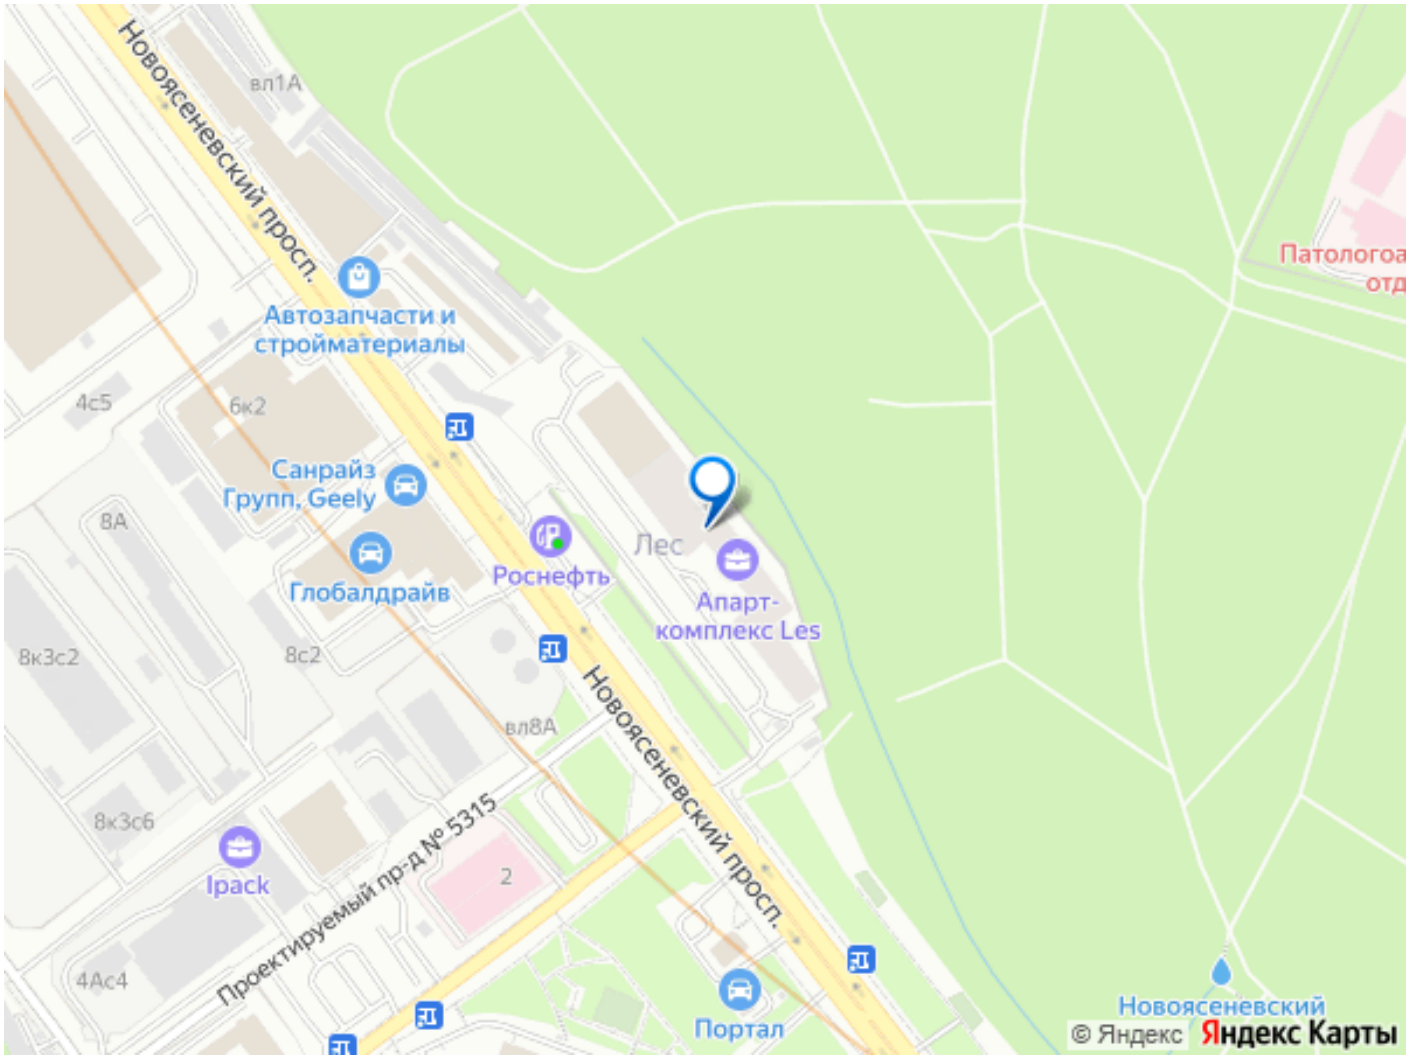 Новоясеневский просп.
вл1А
Патологоа
отд
Автозапчасти и
стройматериалы
4с5
6к2
Санрайз
Групп, Geely
8А
Лес
Роснефть
Глобалдрайв
Апарт-
комплекс Les
8к3с2
8с2
вл8А
Новоясеневский просп.
8к3с6
Проектируемый пр-д № 5315
2
Ipack
4Ас4
Портал
Новоясеневский
© Яндекс Яндекс Карты